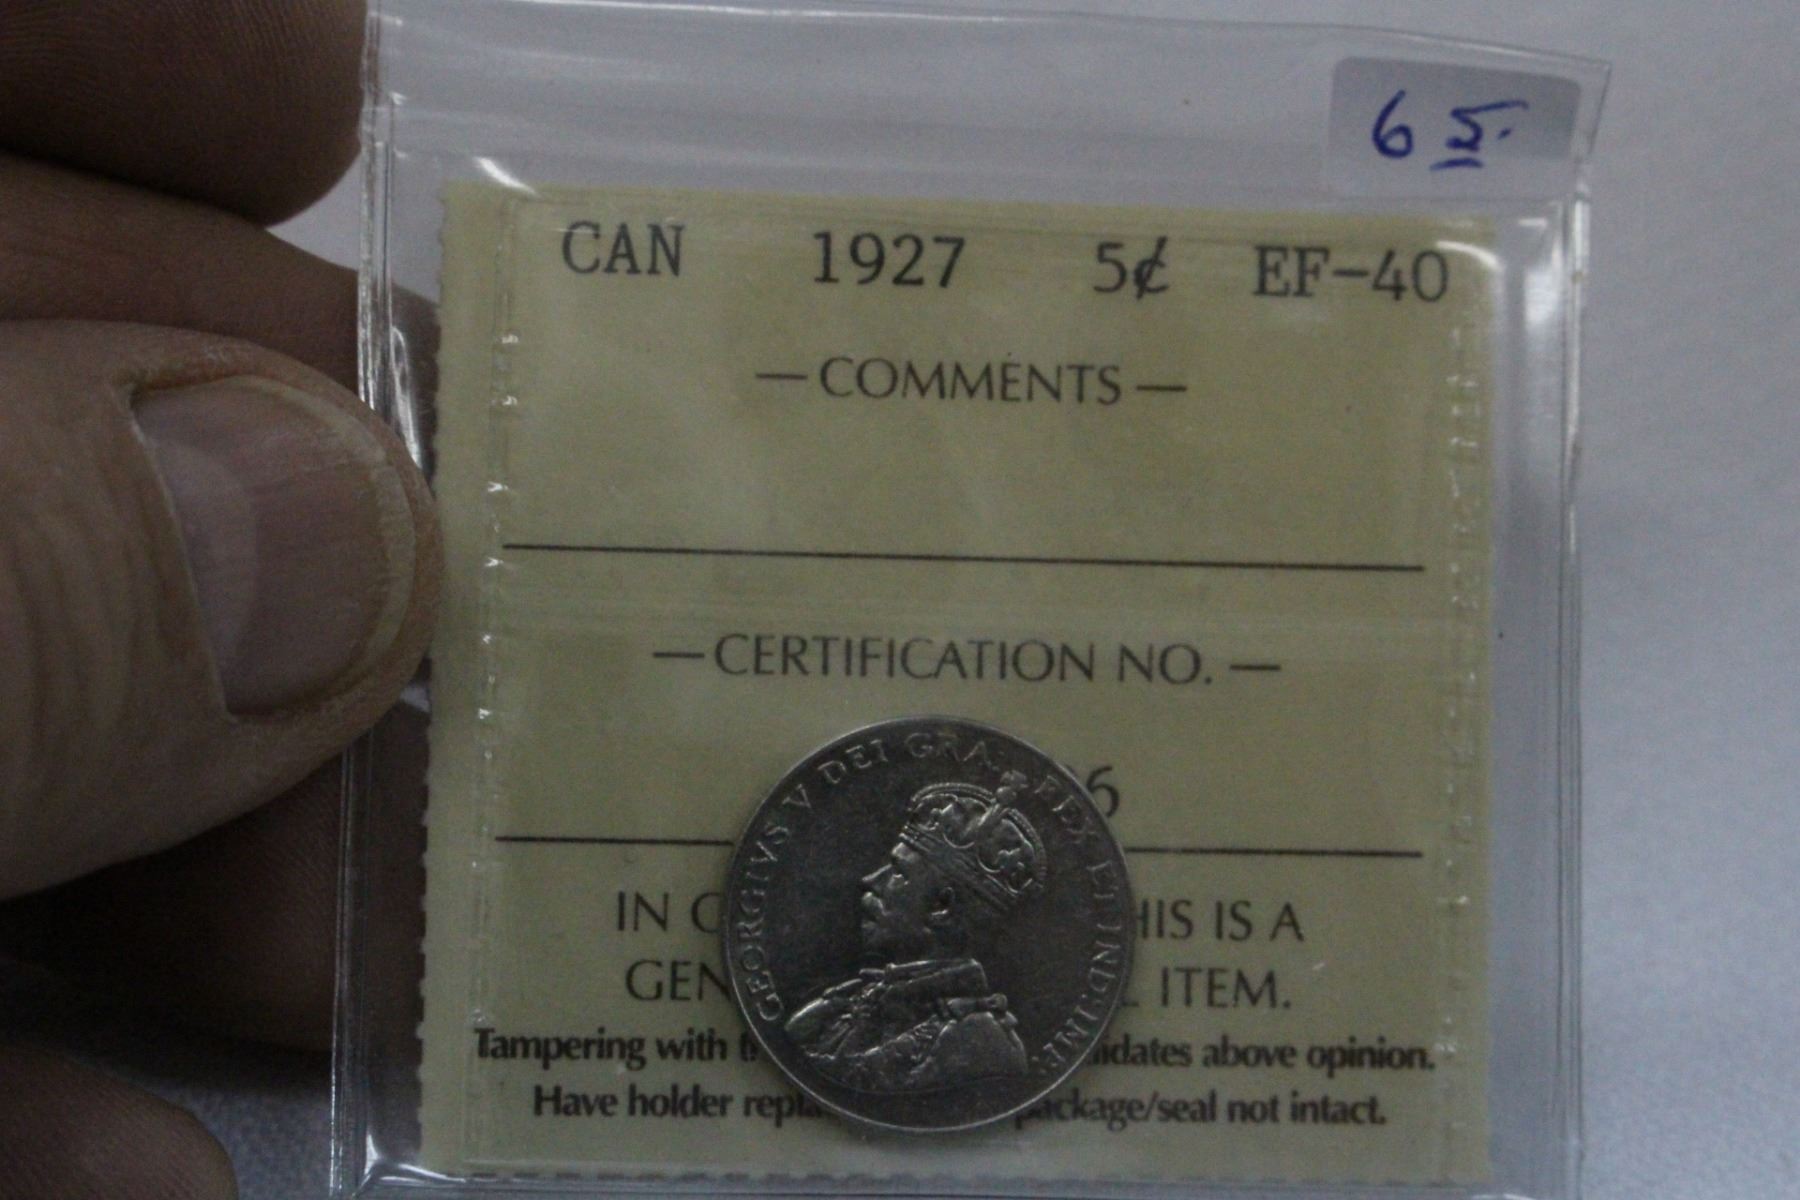 65.
CAN 1927 5¢ EF-40
— COMMENTS —
— CERTIFICATION NO. —
6
IN C HIS IS A
GEN L ITEM.
Tampering with t idates above opinion.
Have holder repla ackage/seal not intact.
GEORGIVS V DEI GRA: REX ET IND:IMP: